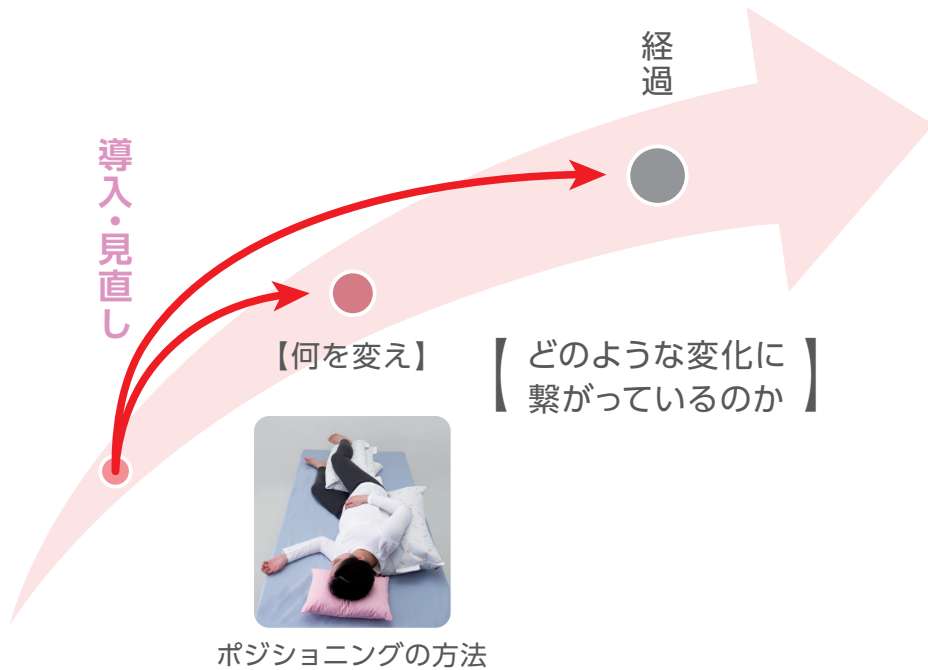 経過
導入・見直し
【何を変え】
【どのような変化に
繋がっているのか】
ポジショニングの方法